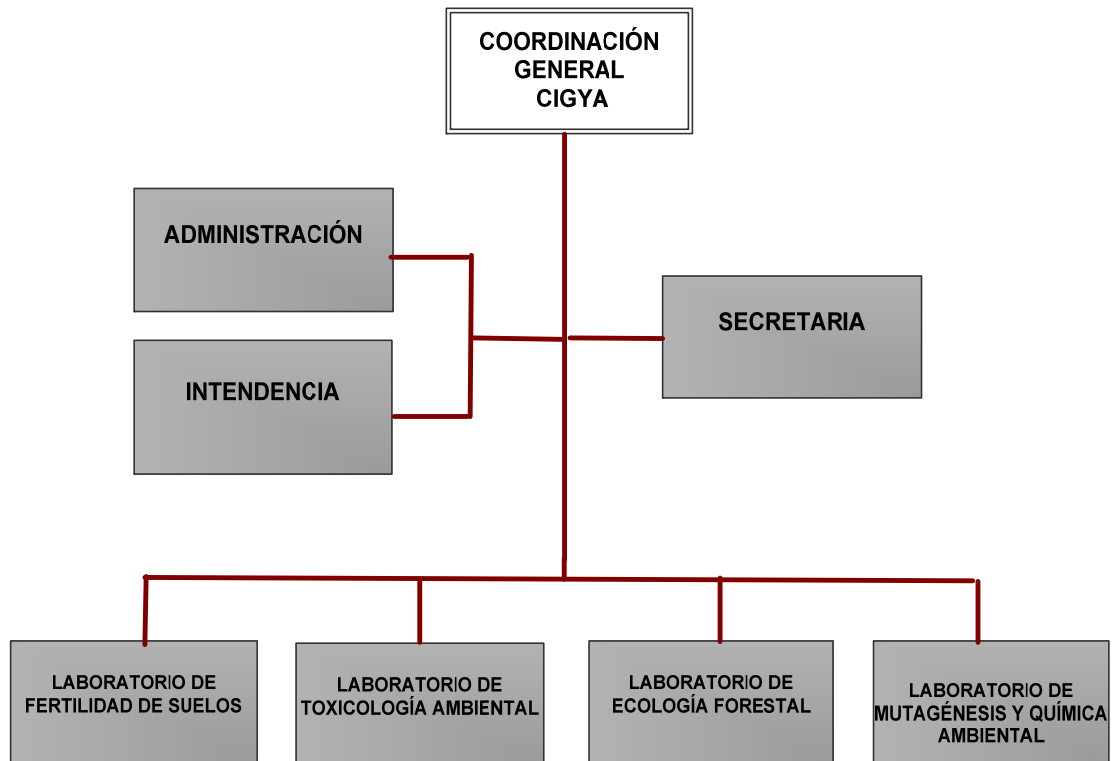 COORDINACIÓN
GENERAL
CIGYA
ADMINISTRACIÓN
SECRETARIA
INTENDENCIA
LABORATORIO DE
FERTILIDAD DE SUELOS
LABORATORIO DE
TOXICOLOGÍA AMBIENTAL
LABORATORIO DE
ECOLOGÍA FORESTAL
LABORATORIO DE
MUTAGÉNESIS Y QUÍMICA
AMBIENTAL